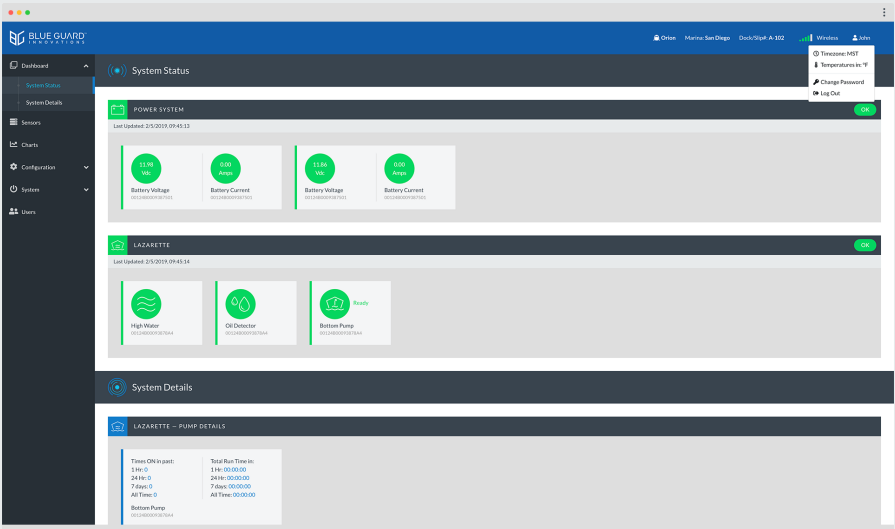 BLUE GUARD
INNOVATIONS
Orion
Marina: San Diego
Dock/Slip#: A-102
Wireless
John
Timezone: MST
Temperatures in: °F
Change Password
Log Out
Dashboard
System Status
System Details
Sensors
Charts
Configuration
System
Users
System Status
POWER SYSTEM
OK
Last Updated: 2/5/2019, 09:45:13
11.98 Vdc
Battery Voltage
0.00 Amps
Battery Current
11.86 Vdc
Battery Voltage
0.00 Amps
Battery Current
LAZARETTE
OK
Last Updated: 2/5/2019, 09:45:14
High Water
Oil Detector
Ready
Bottom Pump
System Details
LAZARETTE — PUMP DETAILS
Times ON in past:
1 Hr: 0
24 Hr: 0
7 days: 0
All Time: 0
Total Run Time in:
1 Hr: 00:00:00
24 Hr: 00:00:00
7 days: 00:00:00
All Time: 00:00:00
Bottom Pump